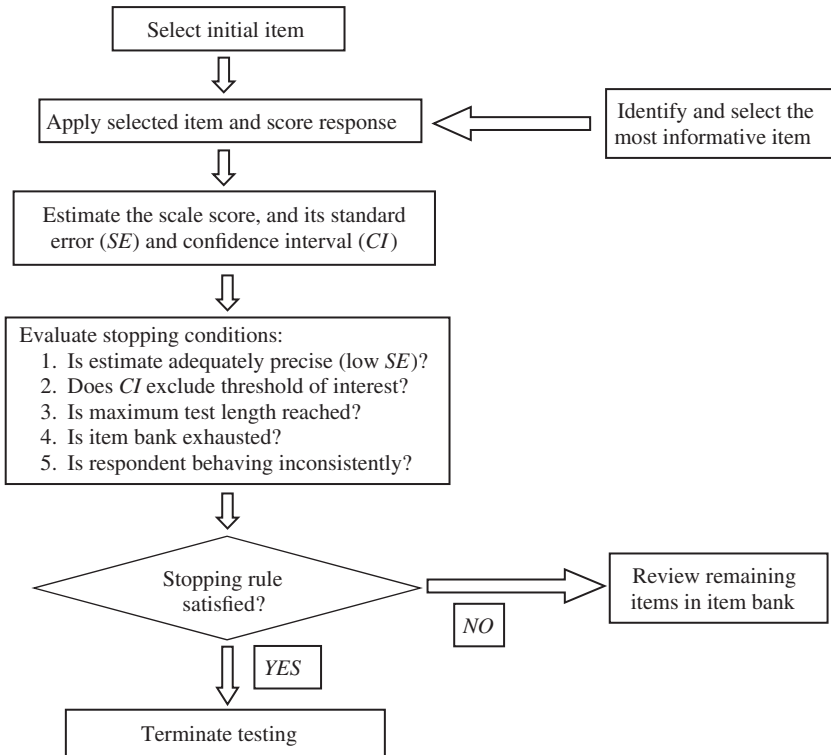 Select initial item
Apply selected item and score response
Identify and select the
most informative item
Estimate the scale score, and its standard
error (SE) and confidence interval (CI)
Evaluate stopping conditions:
1. Is estimate adequately precise (low SE)?
2. Does CI exclude threshold of interest?
3. Is maximum test length reached?
4. Is item bank exhausted?
5. Is respondent behaving inconsistently?
Stopping rule
satisfied?
NO
Review remaining
items in item bank
YES
Terminate testing